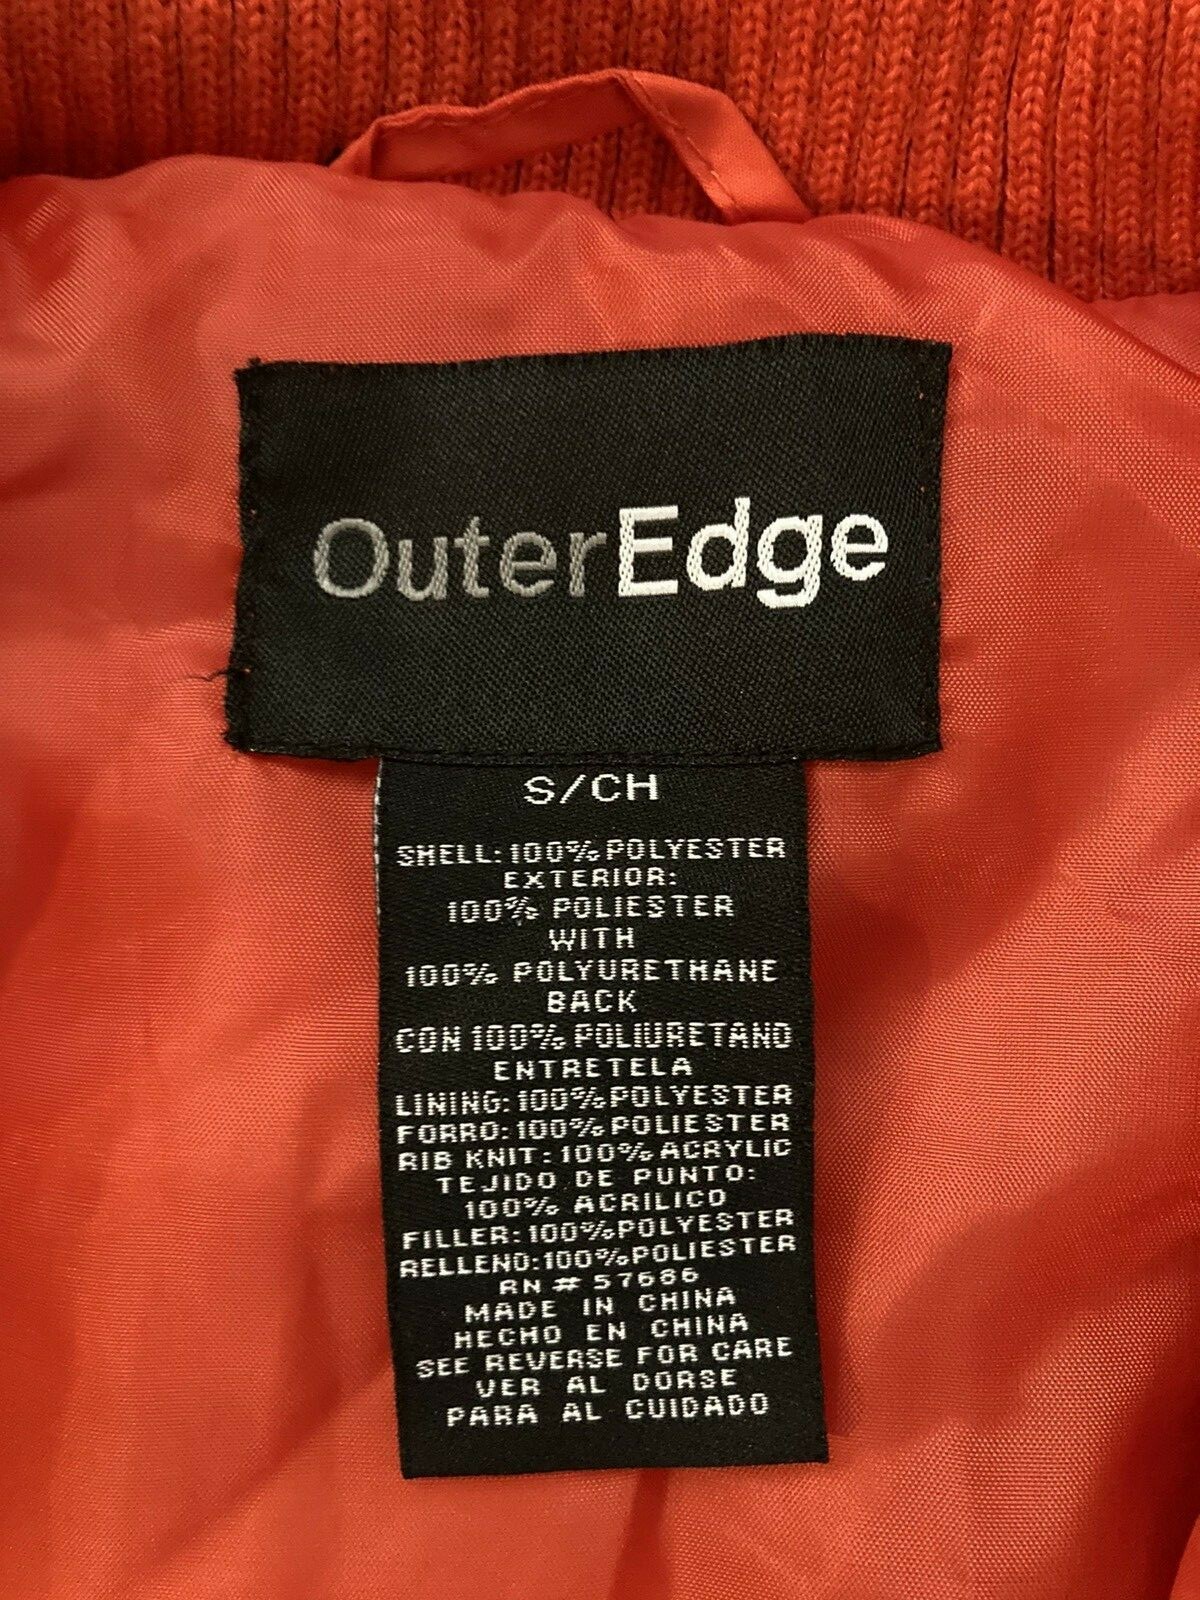 OuterEdge
S/CH
SHELL: 100% POLYESTER
EXTERIOR:
100% POLIESTER
WITH
100% POLYURETHANE
BACK
CON 100% POLIURETANO
ENTRETELA
LINING: 100% POLYESTER
FORRO: 100% POLIESTER
RIB KNIT: 100% ACRYLIC
TEJIDO DE PUNTO:
100% ACRILICO
FILLER: 100% POLYESTER
RELLENO: 100% POLIESTER
RN # 57686
MADE IN CHINA
HECHO EN CHINA
SEE REVERSE FOR CARE
VER AL DORSE
PARA AL CUIDADO